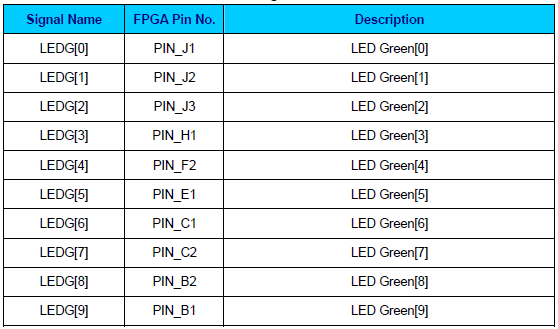 Signal Name FPGA Pin No. Description
LEDG[0] PIN_J1 LED Green[0]
LEDG[1] PIN_J2 LED Green[1]
LEDG[2] PIN_J3 LED Green[2]
LEDG[3] PIN_H1 LED Green[3]
LEDG[4] PIN_F2 LED Green[4]
LEDG[5] PIN_E1 LED Green[5]
LEDG[6] PIN_C1 LED Green[6]
LEDG[7] PIN_C2 LED Green[7]
LEDG[8] PIN_B2 LED Green[8]
LEDG[9] PIN_B1 LED Green[9]